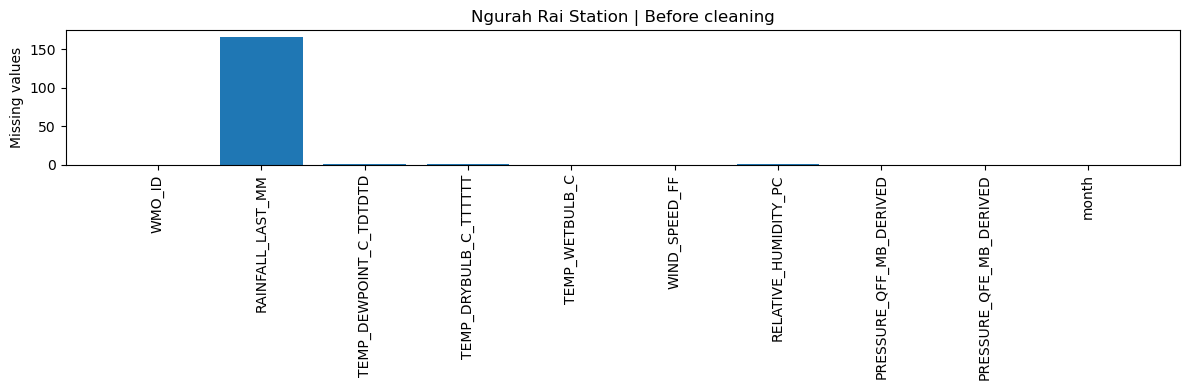 Ngurah Rai Station | Before cleaning
Missing values
150
100
50
0
WMO_ID
RAINFALL_LAST_MM
TEMP_DEWPOINT_C_TDTDTD
TEMP_DRYBULB_C_TTTTTT
TEMP_WETBULB_C
WIND_SPEED_FF
RELATIVE_HUMIDITY_PC
PRESSURE_QFF_MB_DERIVED
PRESSURE_QFE_MB_DERIVED
month